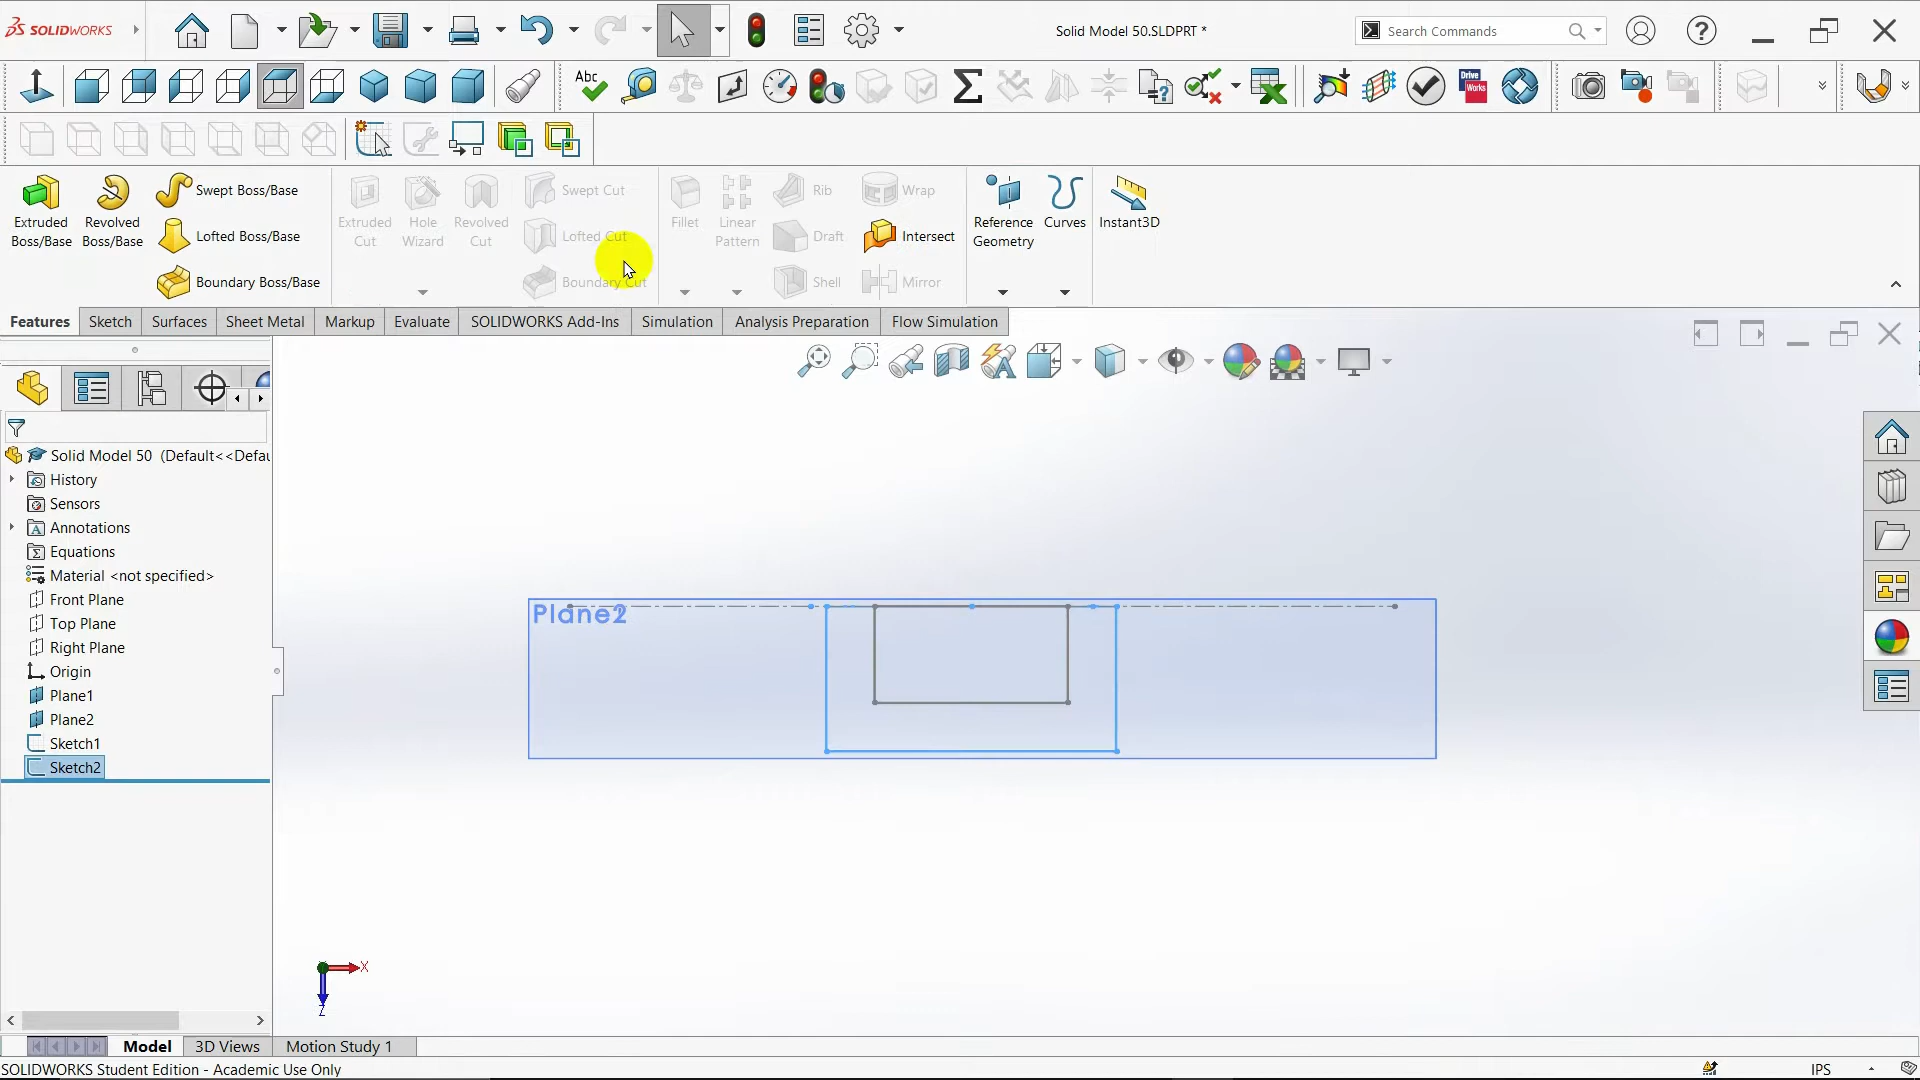 SOLIDWORKS
Solid Model 50.SLDPRT *
Search Commands
Abc
Drive
Works
Extruded
Boss/Base
Revolved
Boss/Base
Swept Boss/Base
Lofted Boss/Base
Boundary Boss/Base
Extruded
Cut
Hole
Wizard
Revolved
Cut
Swept Cut
Lofted Cut
Boundary Cut
Fillet
Linear
Pattern
Rib
Draft
Shell
Wrap
Intersect
Mirror
Reference
Geometry
Curves
Instant3D
Features
Sketch
Surfaces
Sheet Metal
Markup
Evaluate
SOLIDWORKS Add-Ins
Simulation
Analysis Preparation
Flow Simulation
Solid Model 50 (Default<<Defau
History
Sensors
Annotations
Equations
Material <not specified>
Front Plane
Top Plane
Right Plane
Origin
Plane1
Plane2
Sketch1
Sketch2
Plane2
X
Z
Model
3D Views
Motion Study 1
SOLIDWORKS Student Edition - Academic Use Only
IPS